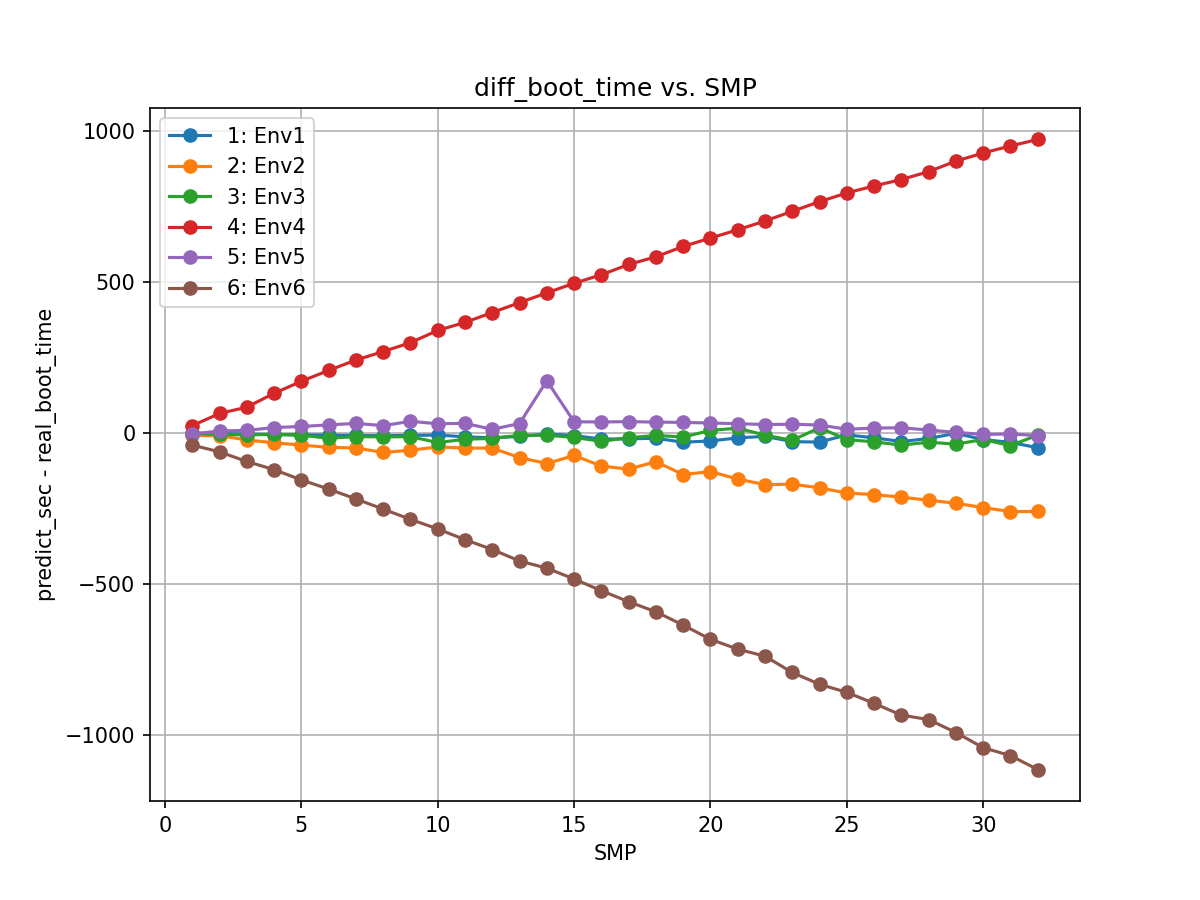 diff_boot_time vs. SMP
1: Env1
2: Env2
3: Env3
4: Env4
5: Env5
6: Env6
1000
500
0
−500
−1000
predict_sec - real_boot_time
0 5 10 15 20 25 30
SMP